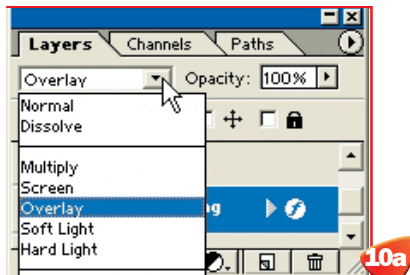 Layers Channels Paths
Overlay Opacity: 100%
Normal
Dissolve
Multiply
Screen
Overlay
Soft Light
Hard Light
10a